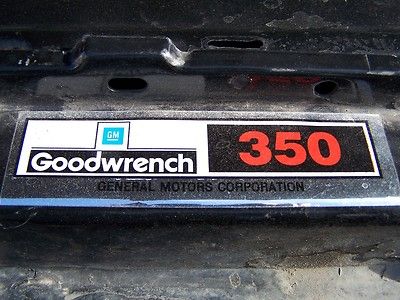 GM
Goodwrench
350
GENERAL MOTORS CORPORATION